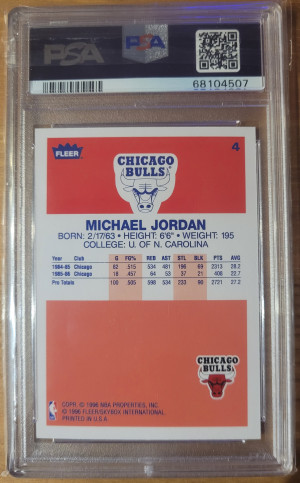 PSA PSA
68104507
FLEER 4
CHICAGO
BULLS
MICHAEL JORDAN
BORN: 2/17/63 • HEIGHT: 6'6" • WEIGHT: 195
COLLEGE: U. OF N. CAROLINA
Year Club G FG% REB AST STL BLK PTS AVG
1984-85 Chicago 82 .515 534 481 196 69 2313 28.2
1985-86 Chicago 18 .457 64 53 37 21 408 22.7
Pro Totals 100 .505 598 534 233 90 2721 27.2
CHICAGO
BULLS
COPR. © 1996 NBA PROPERTIES, INC.
© 1996 FLEER/SKYBOX INTERNATIONAL.
PRINTED IN U.S.A.